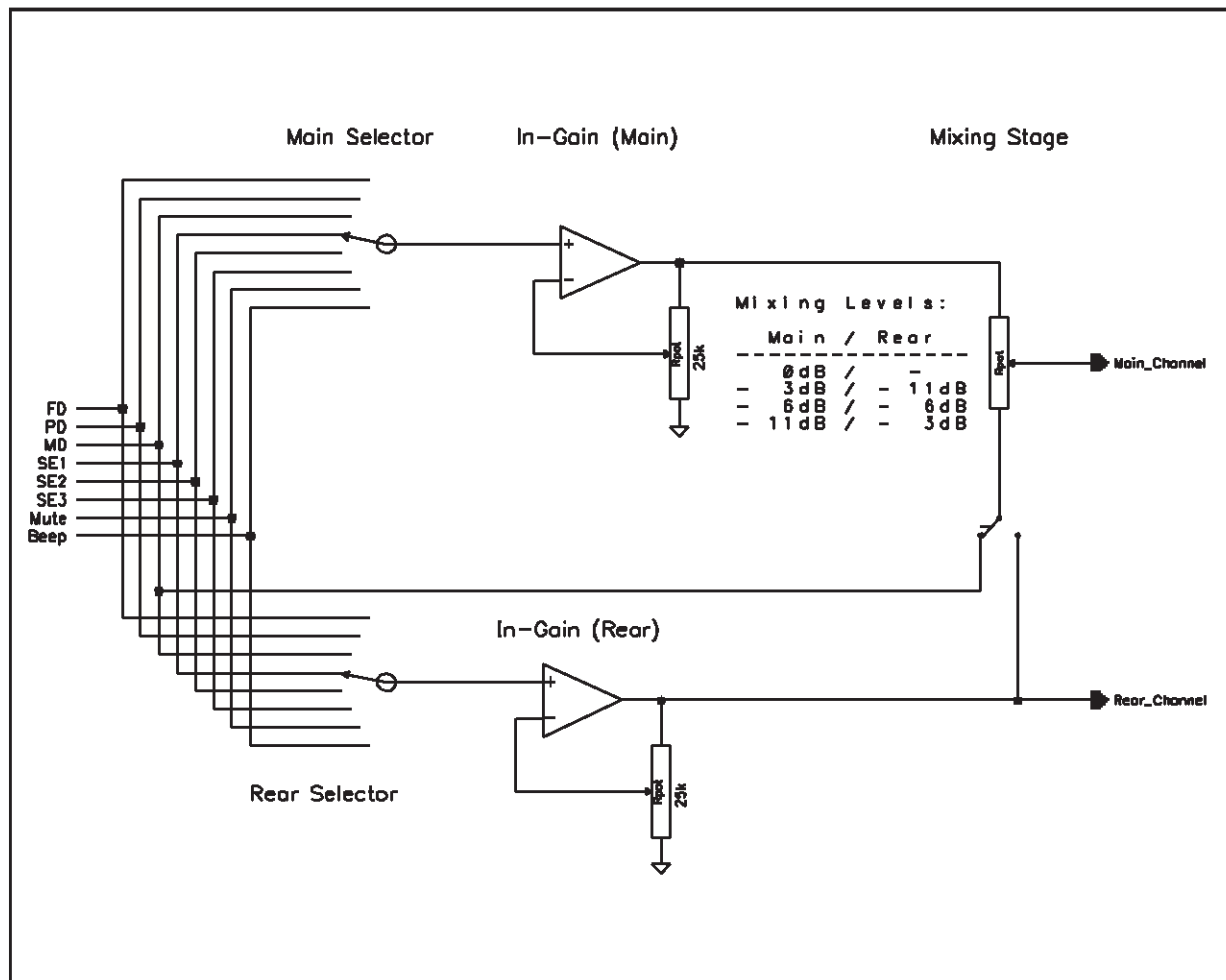 Main Selector
In-Gain (Main)
Mixing Stage
Mixing Levels:
Main / Rear
0dB / -
- 3dB / - 11dB
- 6dB / - 6dB
- 11dB / - 3dB
Rpot
25k
Rpot
Main_Channel
FD
PD
MD
SE1
SE2
SE3
Mute
Beep
In-Gain (Rear)
Rear_Channel
Rpot
25k
Rear Selector